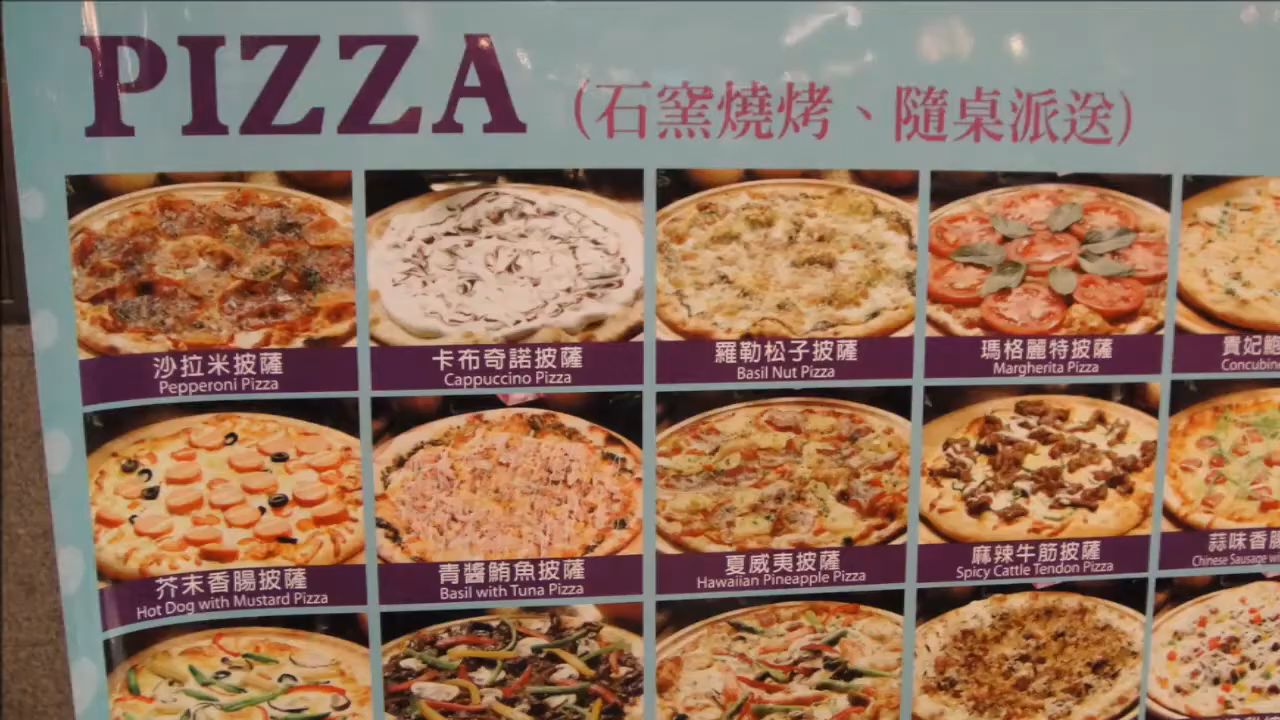 PIZZA (石窯燒烤、隨桌派送)
沙拉米披薩
Pepperoni Pizza
卡布奇諾披薩
Cappuccino Pizza
羅勒松子披薩
Basil Nut Pizza
瑪格麗特披薩
Margherita Pizza
貴妃鮑
Concubine
芥末香腸披薩
Hot Dog with Mustard Pizza
青醬鮪魚披薩
Basil with Tuna Pizza
夏威夷披薩
Hawaiian Pineapple Pizza
麻辣牛筋披薩
Spicy Cattle Tendon Pizza
蒜味香腸
Chinese Sausage